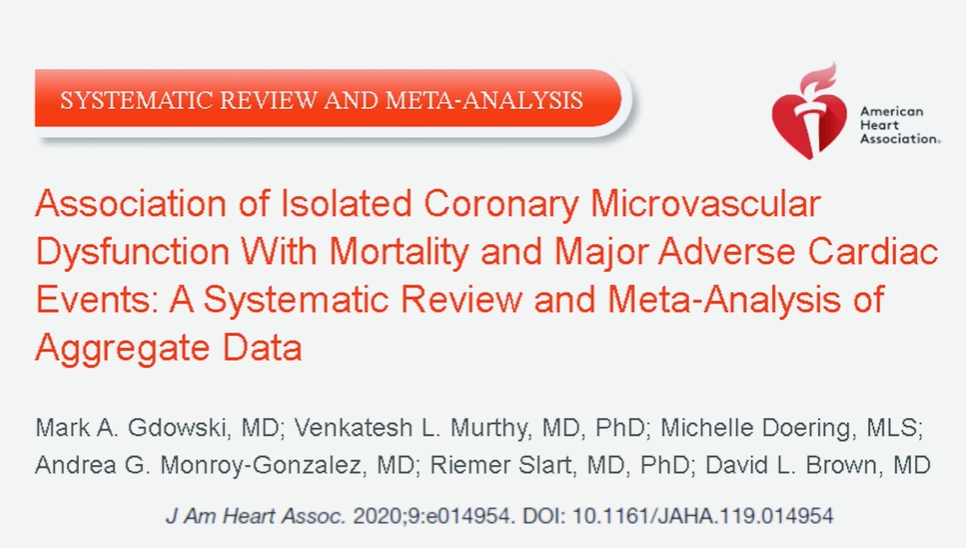 SYSTEMATIC REVIEW AND META-ANALYSIS
American
Heart
Association®
Association of Isolated Coronary Microvascular
Dysfunction With Mortality and Major Adverse Cardiac
Events: A Systematic Review and Meta-Analysis of
Aggregate Data
Mark A. Gdowski, MD; Venkatesh L. Murthy, MD, PhD; Michelle Doering, MLS;
Andrea G. Monroy-Gonzalez, MD; Riemer Slart, MD, PhD; David L. Brown, MD
J Am Heart Assoc. 2020;9:e014954. DOI: 10.1161/JAHA.119.014954